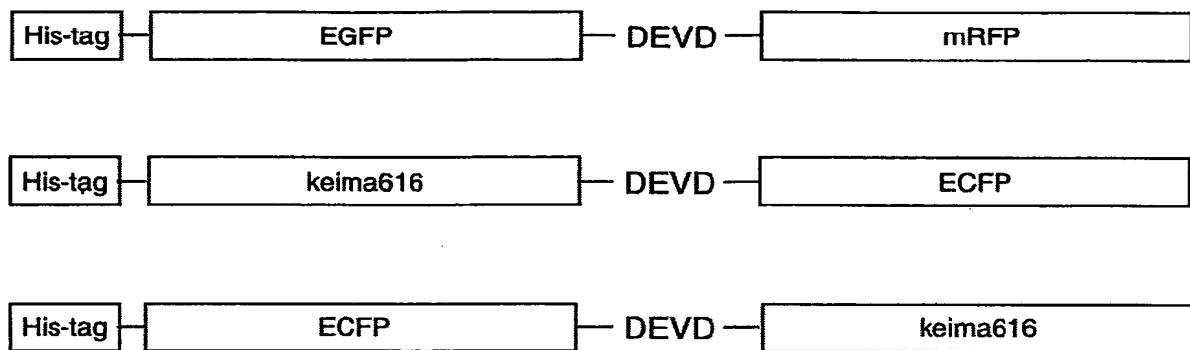 His-tag EGFP DEVD mRFP
His-tag keima616 DEVD ECFP
His-tag ECFP DEVD keima616